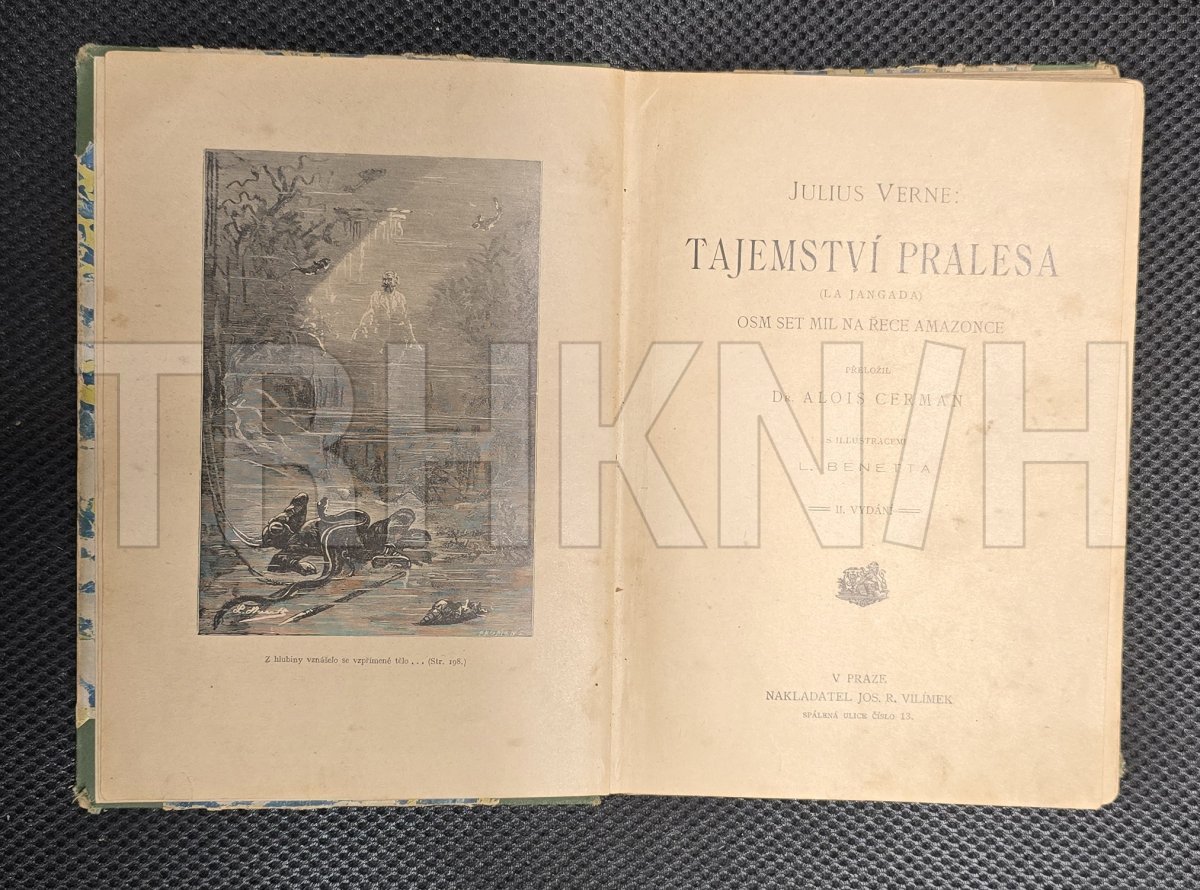 L. Benett
Z hlubiny vznášelo se vzpřímené tělo . . . (Str. 198.)
JULIUS VERNE:
TAJEMSTVÍ PRALESA
(LA JANGADA)
OSM SET MIL NA ŘECE AMAZONCE
PŘELOŽIL
DR. ALOIS CERMAN
S ILLUSTRACEMI
L. BENETTA
II. VYDÁNÍ
V PRAZE
NAKLADATEL JOS. R. VILÍMEK
SPÁLENÁ ULICE ČÍSLO 13.
TRHKNIH